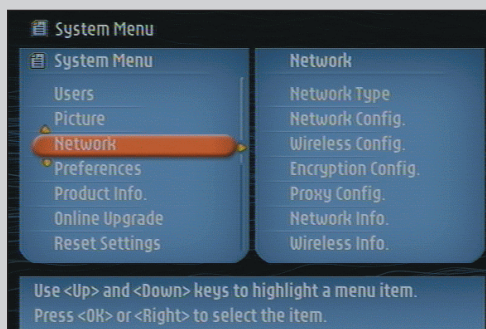 System Menu
System Menu
Users
Picture
Network
Preferences
Product Info.
Online Upgrade
Reset Settings
Network
Network Type
Network Config.
Wireless Config.
Encryption Config.
Proxy Config.
Network Info.
Wireless Info.
Use <Up> and <Down> keys to highlight a menu item.
Press <OK> or <Right> to select the item.